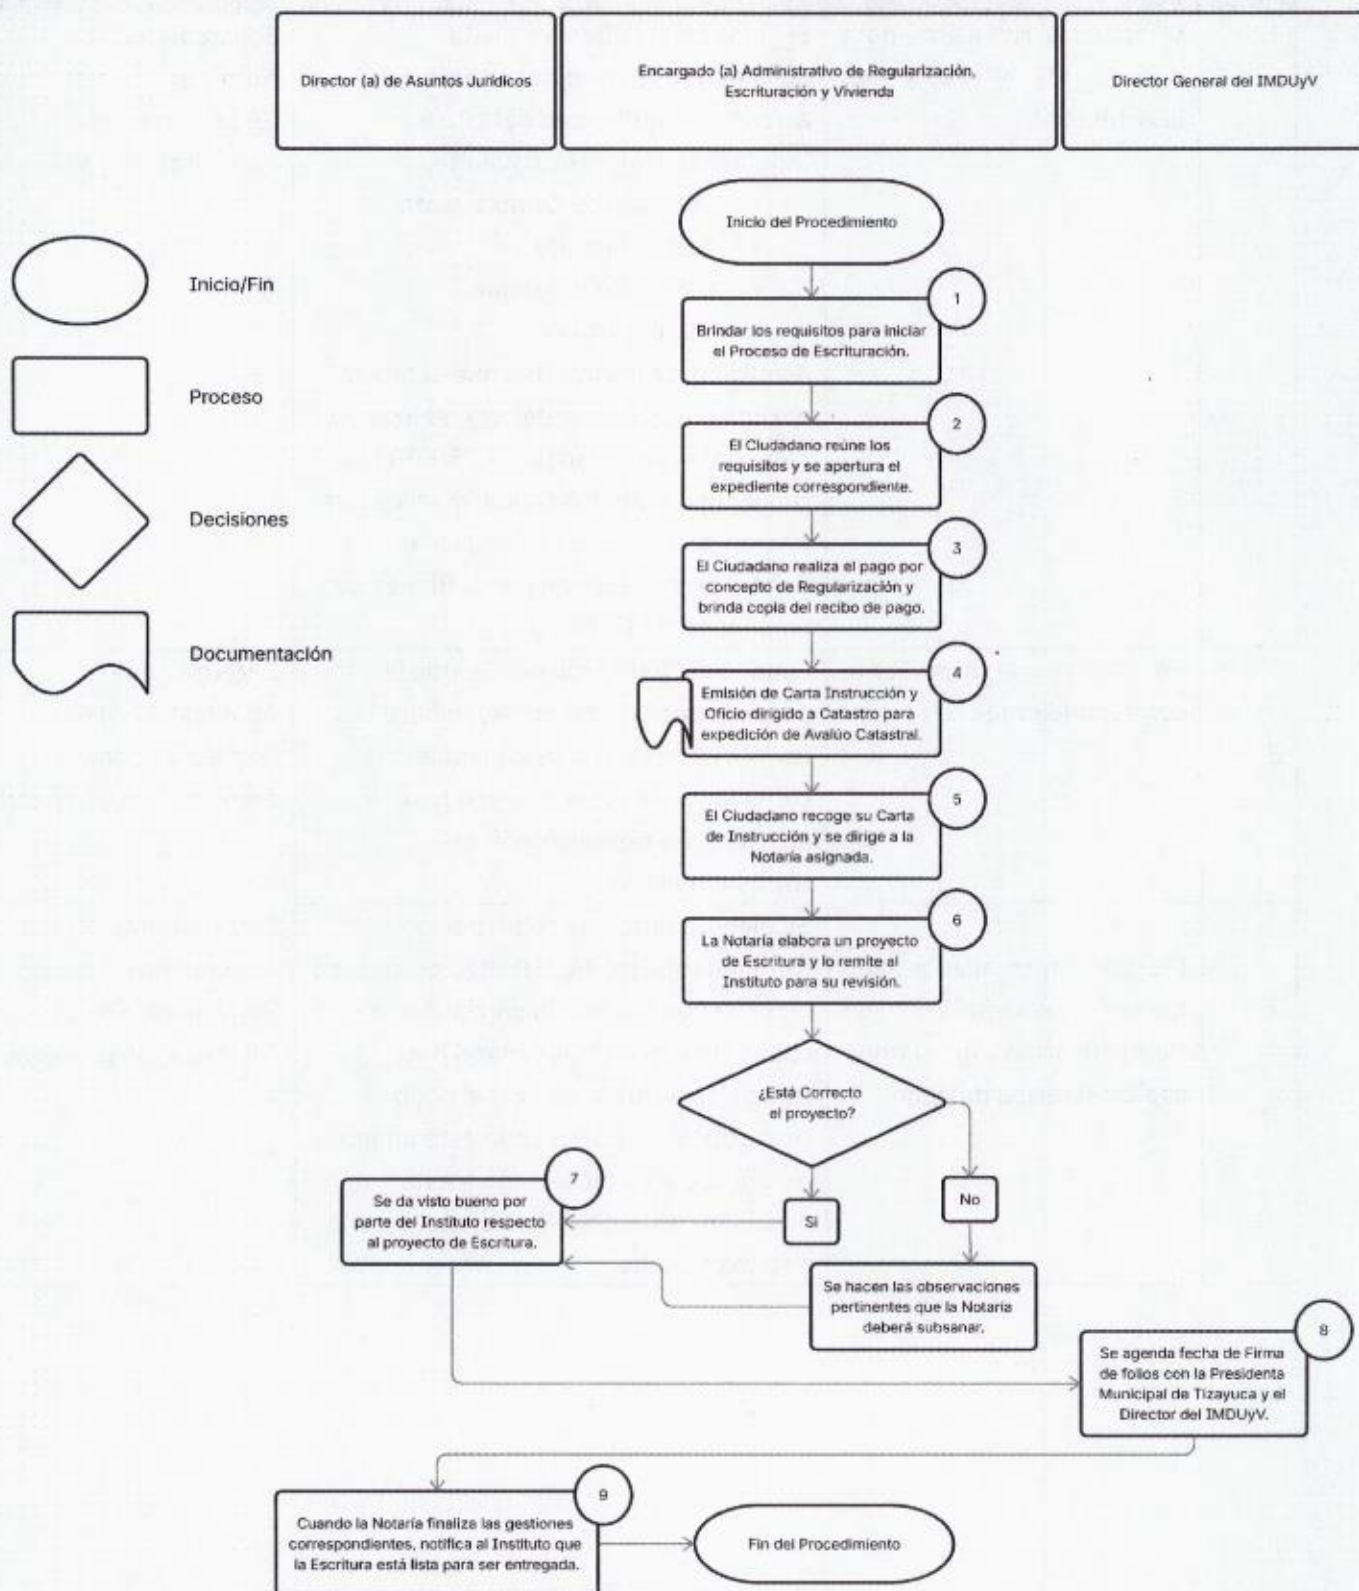 Director (a) de Asuntos Jurídicos
Encargado (a) Administrativo de Regularización,
Escrituración y Vivienda
Director General del IMDUyV
Inicio del Procedimiento
Inicio/Fin
Proceso
Decisiones
Documentación
1
Brindar los requisitos para iniciar
el Proceso de Escrituración.
2
El Ciudadano reúne los
requisitos y se apertura el
expediente correspondiente.
3
El Ciudadano realiza el pago por
concepto de Regularización y
brinda copia del recibo de pago.
4
Emisión de Carta Instrucción y
Oficio dirigido a Catastro para
expedición de Avalúo Catastral.
5
El Ciudadano recoge su Carta
de Instrucción y se dirige a la
Notaría asignada.
6
La Notaría elabora un proyecto
de Escritura y lo remite al
Instituto para su revisión.
¿Está Correcto
el proyecto?
Si
No
7
Se da visto bueno por
parte del Instituto respecto
al proyecto de Escritura.
Se hacen las observaciones
pertinentes que la Notaría
deberá subsanar.
8
Se agenda fecha de Firma
de folios con la Presidenta
Municipal de Tizayuca y el
Director del IMDUyV.
9
Cuando la Notaría finaliza las gestiones
correspondientes, notifica al Instituto que
la Escritura está lista para ser entregada.
Fin del Procedimiento